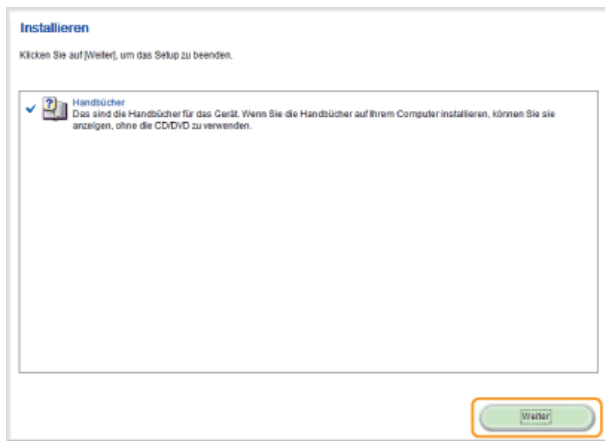 Installieren
Klicken Sie auf [Weiter], um das Setup zu beenden.
Handbücher
Das sind die Handbücher für das Gerät. Wenn Sie die Handbücher auf Ihrem Computer installieren, können Sie sie
anzeigen, ohne die CD/DVD zu verwenden.
Weiter